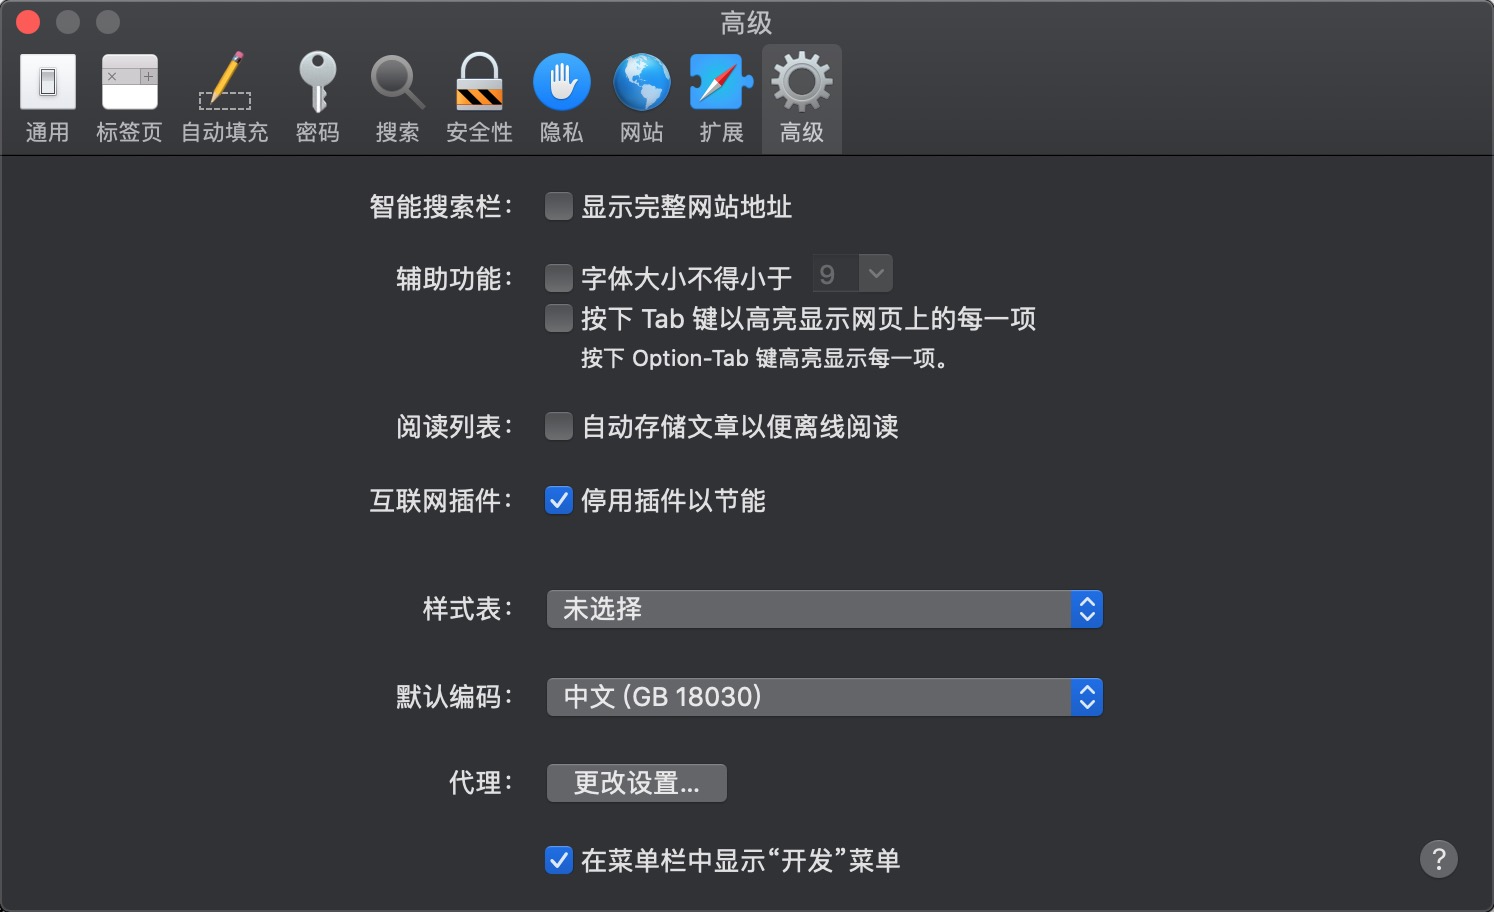 高级
通用 标签页 自动填充 密码 搜索 安全性 隐私 网站 扩展 高级
智能搜索栏： 显示完整网站地址
辅助功能： 字体大小不得小于 9
按下 Tab 键以高亮显示网页上的每一项
按下 Option-Tab 键高亮显示每一项。
阅读列表： 自动存储文章以便离线阅读
互联网插件： 停用插件以节能
样式表： 未选择
默认编码： 中文 (GB 18030)
代理： 更改设置...
在菜单栏中显示“开发”菜单
?